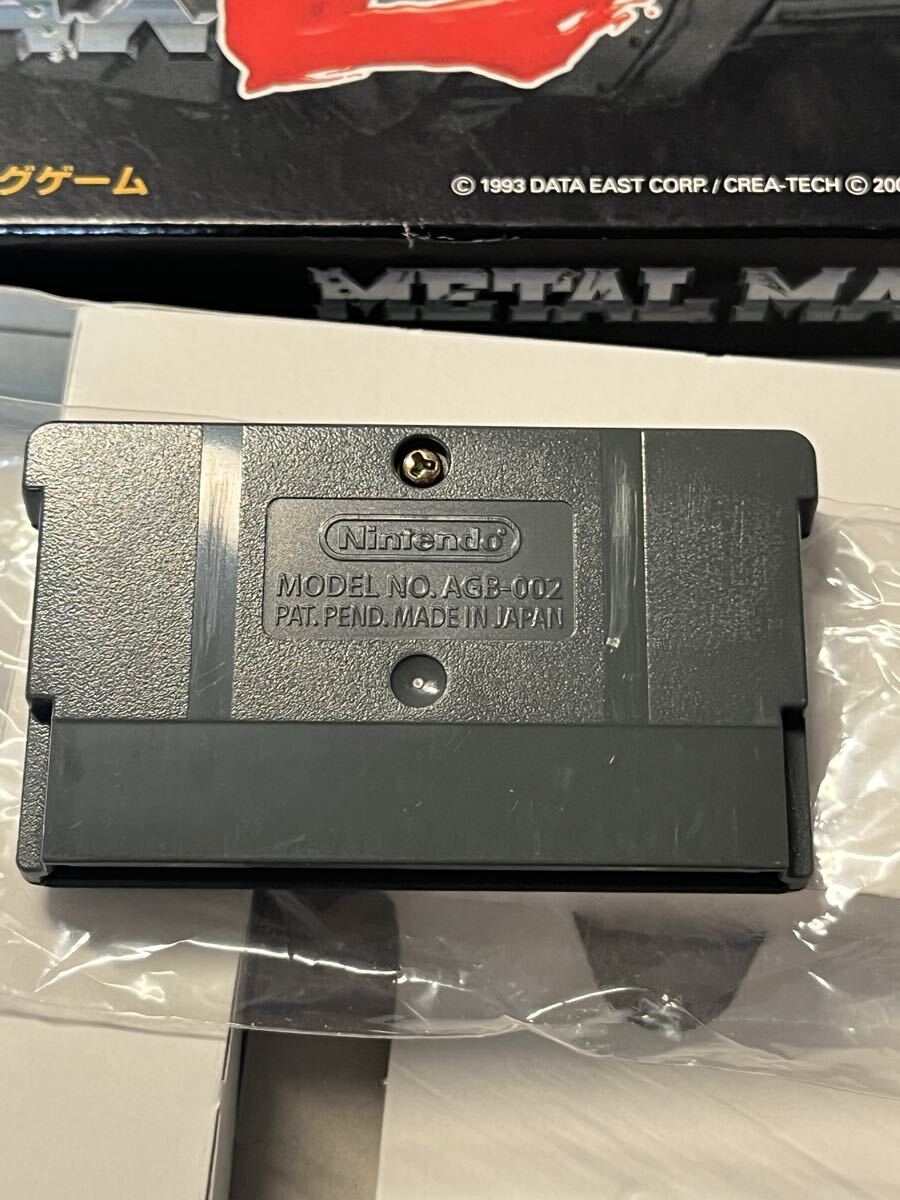 グゲーム
© 1993 DATA EAST CORP. / CREA-TECH © 200
METAL MA
Nintendo®
MODEL NO. AGB-002
PAT. PEND. MADE IN JAPAN